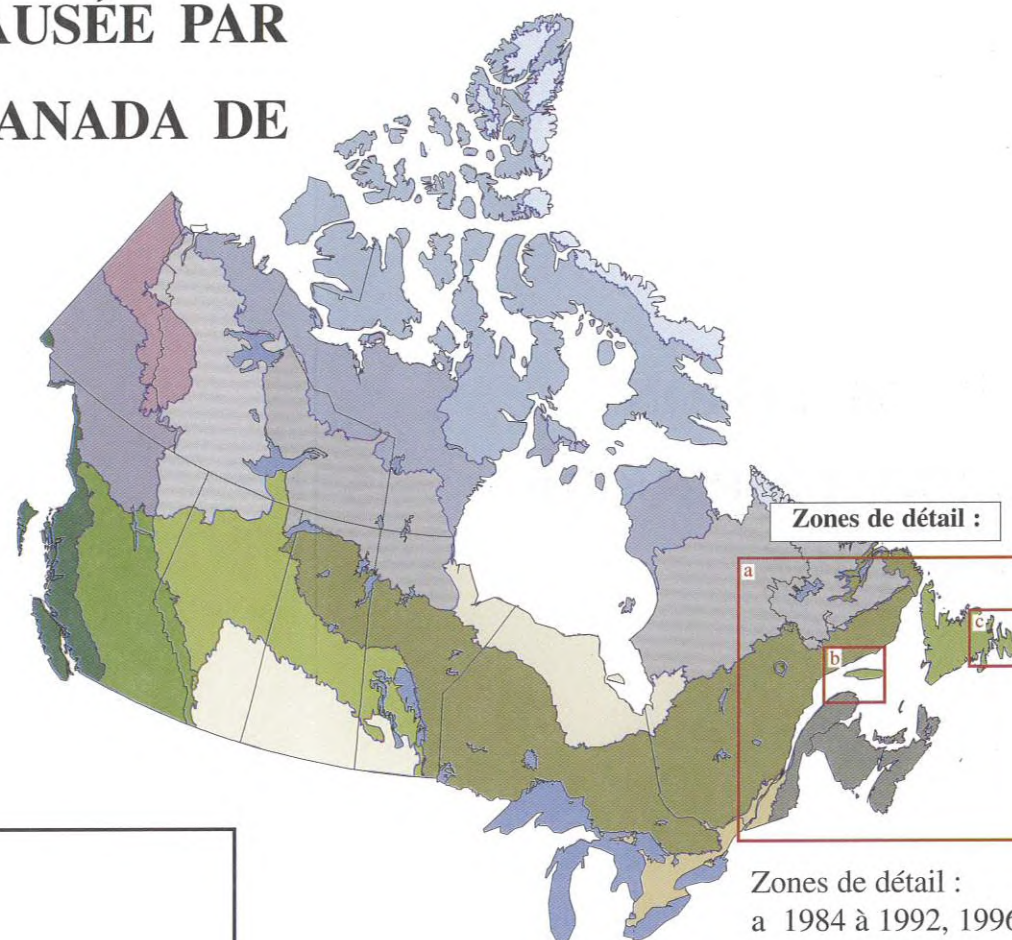 AUSÉE PAR
ANADA DE
Zones de détail :
a
b
c
Zones de détail :
a 1984 à 1992, 1996